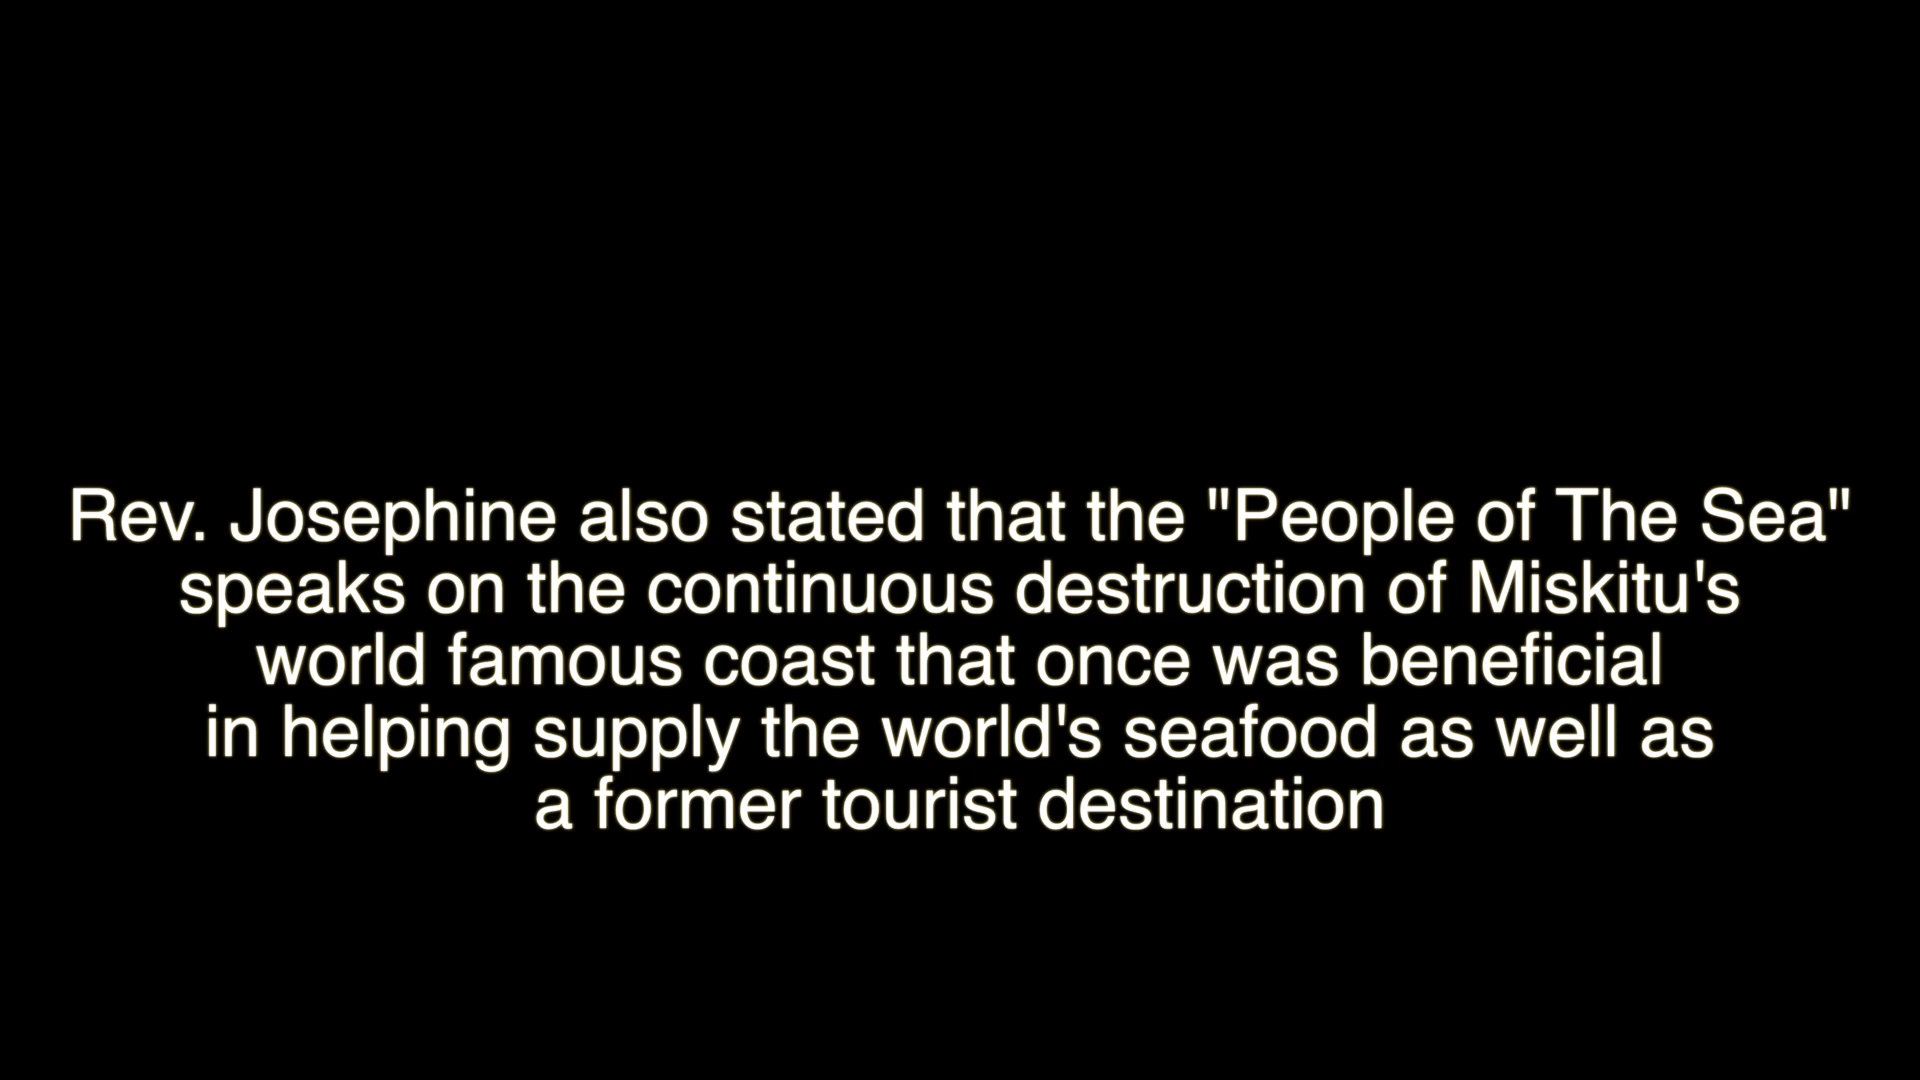 Rev. Josephine also stated that the "People of The Sea"
speaks on the continuous destruction of Miskitu's
world famous coast that once was beneficial
in helping supply the world's seafood as well as
a former tourist destination